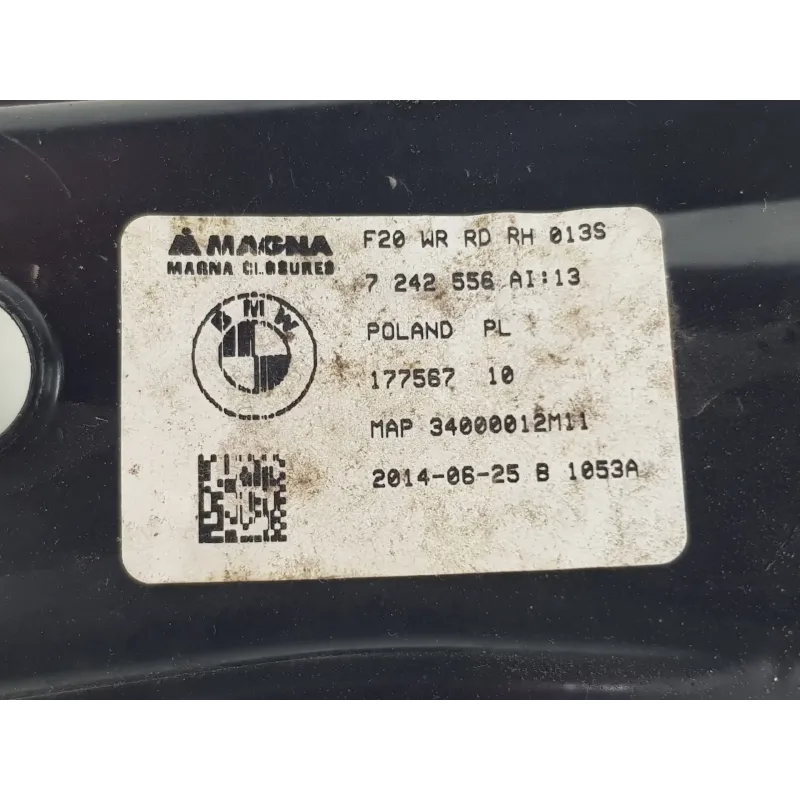 MAGNA
MAGNA CLOSURES
BMW
F20 WR RD RH 013S
7 242 556 AI:13
POLAND PL
177567 10
MAP 34000012M11
2014-06-25 B 1053A